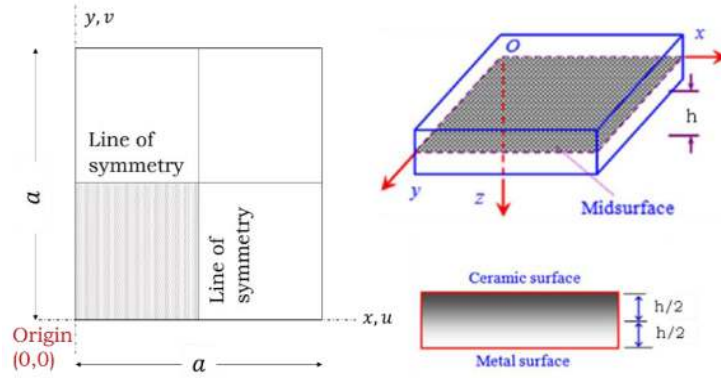 y, v
a
Line of
symmetry
Line of
symmetry
x, u
Origin
(0,0)
a
O
x
h
y
z
Midsurface
Ceramic surface
h/2
h/2
Metal surface